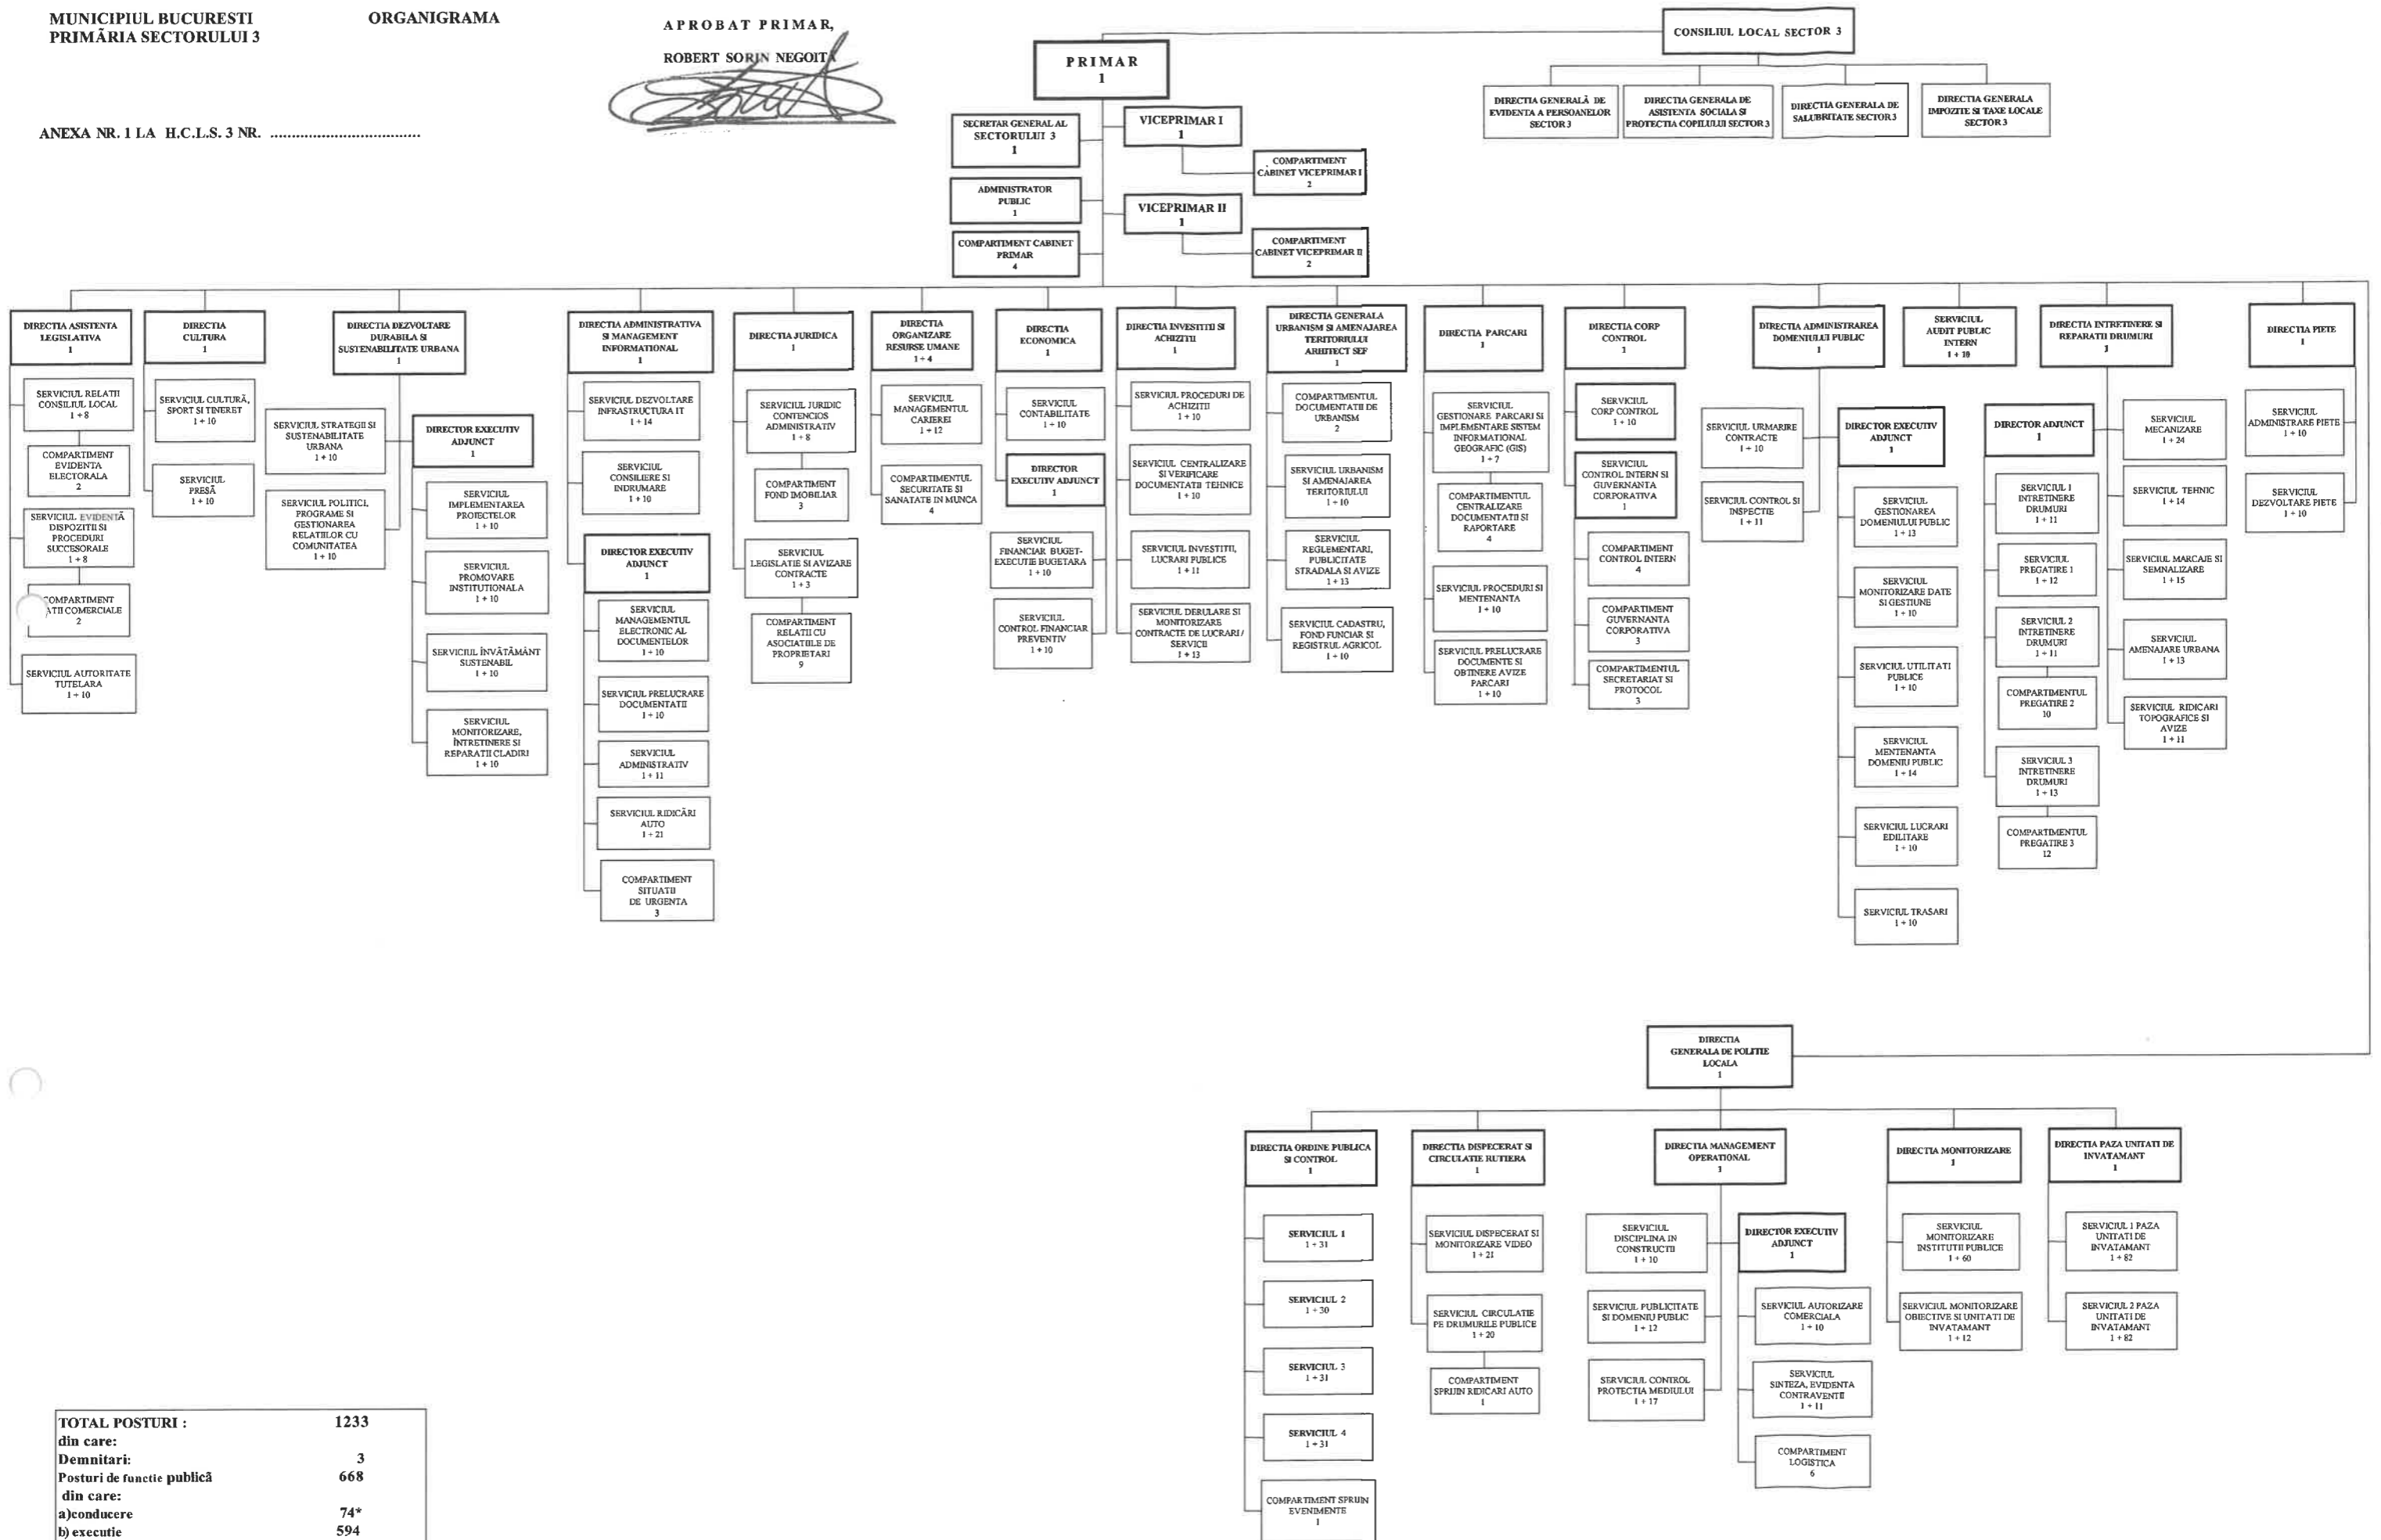 MUNICIPIUL BUCURESTI
PRIMĂRIA SECTORULUI 3
ORGANIGRAMA
APROBAT PRIMAR,
ROBERT SORIN NEGOITĂ
ANEXA NR. 1 LA H.C.L.S. 3 NR. ...................................
CONSILIUL LOCAL SECTOR 3
DIRECTIA GENERALĂ DE
EVIDENTA A PERSOANELOR
SECTOR 3
DIRECTIA GENERALA DE
ASISTENTA SOCIALA SI
PROTECTIA COPILULUI SECTOR 3
DIRECTIA GENERALA DE
SALUBRITATE SECTOR 3
DIRECTIA GENERALA
IMPOZITE SI TAXE LOCALE
SECTOR 3
PRIMAR
1
SECRETAR GENERAL AL
SECTORULUI 3
1
VICEPRIMAR I
1
COMPARTIMENT
CABINET VICEPRIMAR I
2
ADMINISTRATOR
PUBLIC
1
VICEPRIMAR II
1
COMPARTIMENT CABINET
PRIMAR
4
COMPARTIMENT
CABINET VICEPRIMAR II
2
DIRECTIA ASISTENTA
LEGISLATIVA
1
SERVICIUL RELATII
CONSILIUL LOCAL
1 + 8
COMPARTIMENT
EVIDENTA
ELECTORALA
2
SERVICIUL EVIDENTĂ
DISPOZITII SI
PROCEDURI
SUCCESORALE
1 + 8
COMPARTIMENT
COMERCIALE
2
SERVICIUL AUTORITATE
TUTELARA
1 + 10
DIRECTIA
CULTURA
1
SERVICIUL CULTURĂ,
SPORT SI TINERET
1 + 10
SERVICIUL
PRESĂ
1 + 10
DIRECTIA DEZVOLTARE
DURABILA SI
SUSTENABILITATE URBANA
1
SERVICIUL STRATEGII SI
SUSTENABILITATE
URBANA
1 + 10
SERVICIUL POLITICI,
PROGRAME SI
GESTIONAREA
RELATIILOR CU
COMUNITATEA
1 + 10
DIRECTOR EXECUTIV
ADJUNCT
1
SERVICIUL
IMPLEMENTAREA
PROIECTELOR
1 + 10
SERVICIUL
PROMOVARE
INSTITUTIONALA
1 + 10
SERVICIUL ÎNVĂTĂMÂNT
SUSTENABIL
1 + 10
SERVICIUL
MONITORIZARE,
ÎNTRETINERE SI
REPARATII CLADIRI
1 + 10
DIRECTIA ADMINISTRATIVA
SI MANAGEMENT
INFORMATIONAL
1
SERVICIUL DEZVOLTARE
INFRASTRUCTURA IT
1 + 14
SERVICIUL
CONSILIERE SI
INDRUMARE
1 + 10
DIRECTOR EXECUTIV
ADJUNCT
1
SERVICIUL
MANAGEMENTUL
ELECTRONIC AL
DOCUMENTELOR
1 + 10
SERVICIUL PRELUCRARE
DOCUMENTATII
1 + 10
SERVICIUL
ADMINISTRATIV
1 + 11
SERVICIUL RIDICĂRI
AUTO
1 + 21
COMPARTIMENT
SITUATII
DE URGENTA
3
DIRECTIA JURIDICA
1
SERVICIUL JURIDIC
CONTENCIOS
ADMINISTRATIV
1 + 8
COMPARTIMENT
FOND IMOBILIAR
3
SERVICIUL
LEGISLATIE SI AVIZARE
CONTRACTE
1 + 3
COMPARTIMENT
RELATII CU
ASOCIATIILE DE
PROPRIETARI
9
DIRECTIA
ORGANIZARE
RESURSE UMANE
1 + 4
SERVICIUL
MANAGEMENTUL
CARIEREI
1 + 12
COMPARTIMENTUL
SECURITATE SI
SANATATE IN MUNCA
4
DIRECTIA
ECONOMICA
1
SERVICIUL
CONTABILITATE
1 + 10
DIRECTOR
EXECUTIV ADJUNCT
1
SERVICIUL
FINANCIAR BUGET-
EXECUTIE BUGETARA
1 + 10
SERVICIUL
CONTROL FINANCIAR
PREVENTIV
1 + 10
DIRECTIA INVESTITII SI
ACHIZITII
1
SERVICIUL PROCEDURI DE
ACHIZITII
1 + 10
SERVICIUL CENTRALIZARE
SI VERIFICARE
DOCUMENTATII TEHNICE
1 + 10
SERVICIUL INVESTITII,
LUCRARI PUBLICE
1 + 11
SERVICIUL DERULARE SI
MONITORIZARE
CONTRACTE DE LUCRARI /
SERVICII
1 + 13
DIRECTIA GENERALA
URBANISM SI AMENAJAREA
TERITORIULUI
ARHITECT SEF
1
COMPARTIMENTUL
DOCUMENTATII DE
URBANISM
2
SERVICIUL URBANISM
SI AMENAJAREA
TERITORIULUI
1 + 10
SERVICIUL
REGLEMENTARI,
PUBLICITATE
STRADALA SI AVIZE
1 + 13
SERVICIUL CADASTRU,
FOND FUNCIAR SI
REGISTRUL AGRICOL
1 + 10
DIRECTIA PARCARI
1
SERVICIUL
GESTIONARE PARCARI SI
IMPLEMENTARE SISTEM
INFORMATIONAL
GEOGRAFIC (GIS)
1 + 7
COMPARTIMENTUL
CENTRALIZARE
DOCUMENTATII SI
RAPORTARE
4
SERVICIUL PROCEDURI SI
MENTENANTA
1 + 10
SERVICIUL PRELUCRARE
DOCUMENTE SI
OBTINERE AVIZE
PARCARI
1 + 10
DIRECTIA CORP
CONTROL
1
SERVICIUL
CORP CONTROL
1 + 10
SERVICIUL
CONTROL INTERN SI
GUVERNANTA
CORPORATIVA
1
COMPARTIMENT
CONTROL INTERN
4
COMPARTIMENT
GUVERNANTA
CORPORATIVA
3
COMPARTIMENTUL
SECRETARIAT SI
PROTOCOL
3
DIRECTIA ADMINISTRAREA
DOMENIULUI PUBLIC
1
SERVICIUL URMARIRE
CONTRACTE
1 + 10
SERVICIUL CONTROL SI
INSPECTIE
1 + 11
DIRECTOR EXECUTIV
ADJUNCT
1
SERVICIUL
GESTIONAREA
DOMENIULUI PUBLIC
1 + 13
SERVICIUL
MONITORIZARE DATE
SI GESTIUNE
1 + 10
SERVICIUL UTILITATI
PUBLICE
1 + 10
SERVICIUL
MENTENANTA
DOMENIU PUBLIC
1 + 14
SERVICIUL LUCRARI
EDILITARE
1 + 10
SERVICIUL TRASARI
1 + 10
SERVICIUL
AUDIT PUBLIC
INTERN
1 + 10
DIRECTIA INTRETINERE SI
REPARATII DRUMURI
1
DIRECTOR ADJUNCT
1
SERVICIUL 1
INTRETINERE
DRUMURI
1 + 11
SERVICIUL
PREGATIRE 1
1 + 12
SERVICIUL 2
INTRETINERE
DRUMURI
1 + 11
COMPARTIMENTUL
PREGATIRE 2
10
SERVICIUL 3
INTRETINERE
DRUMURI
1 + 13
COMPARTIMENTUL
PREGATIRE 3
12
SERVICIUL
MECANIZARE
1 + 24
SERVICIUL TEHNIC
1 + 14
SERVICIUL MARCAJE SI
SEMNALIZARE
1 + 15
SERVICIUL
AMENAJARE URBANA
1 + 13
SERVICIUL RIDICARI
TOPOGRAFICE SI
AVIZE
1 + 11
DIRECTIA PIETE
1
SERVICIUL
ADMINISTRARE PIETE
1 + 10
SERVICIUL
DEZVOLTARE PIETE
1 + 10
DIRECTIA
GENERALA DE POLITIE
LOCALA
1
DIRECTIA ORDINE PUBLICA
SI CONTROL
1
SERVICIUL 1
1 + 31
SERVICIUL 2
1 + 30
SERVICIUL 3
1 + 31
SERVICIUL 4
1 + 31
COMPARTIMENT SPRIJIN
EVENIMENTE
1
DIRECTIA DISPECERAT SI
CIRCULATIE RUTIERA
1
SERVICIUL DISPECERAT SI
MONITORIZARE VIDEO
1 + 21
SERVICIUL CIRCULATIE
PE DRUMURILE PUBLICE
1 + 20
COMPARTIMENT
SPRIJIN RIDICARI AUTO
1
DIRECTIA MANAGEMENT
OPERATIONAL
1
SERVICIUL
DISCIPLINA IN
CONSTRUCTII
1 + 10
SERVICIUL PUBLICITATE
SI DOMENIU PUBLIC
1 + 12
SERVICIUL CONTROL
PROTECTIA MEDIULUI
1 + 17
DIRECTOR EXECUTIV
ADJUNCT
1
SERVICIUL AUTORIZARE
COMERCIALA
1 + 10
SERVICIUL
SINTEZA, EVIDENTA
CONTRAVENTII
1 + 11
COMPARTIMENT
LOGISTICA
6
DIRECTIA MONITORIZARE
1
SERVICIUL
MONITORIZARE
INSTITUTII PUBLICE
1 + 60
SERVICIUL MONITORIZARE
OBIECTIVE SI UNITATI DE
INVATAMANT
1 + 12
DIRECTIA PAZA UNITATI DE
INVATAMANT
1
SERVICIUL 1 PAZA
UNITATI DE
INVATAMANT
1 + 82
SERVICIUL 2 PAZA
UNITATI DE
INVATAMANT
1 + 82
TOTAL POSTURI : 1233
din care:
Demnitari: 3
Posturi de functie publică 668
din care:
a)conducere 74*
b) executie 594